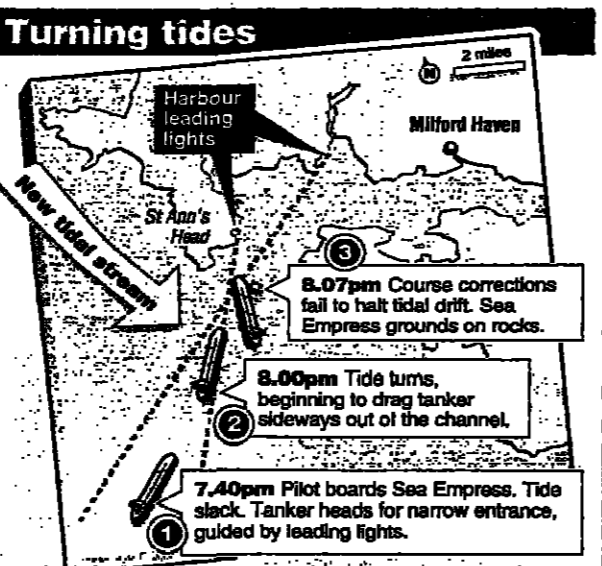 Turning tides
2 miles
N
Harbour
leading
lights
Milford Haven
New tidal stream
St Ann's
Head
3
8.07pm Course corrections
fail to halt tidal drift. Sea
Empress grounds on rocks.
8.00pm Tide turns,
beginning to drag tanker
sideways out of the channel.
2
7.40pm Pilot boards Sea Empress. Tide
slack. Tanker heads for narrow entrance,
guided by leading lights.
1